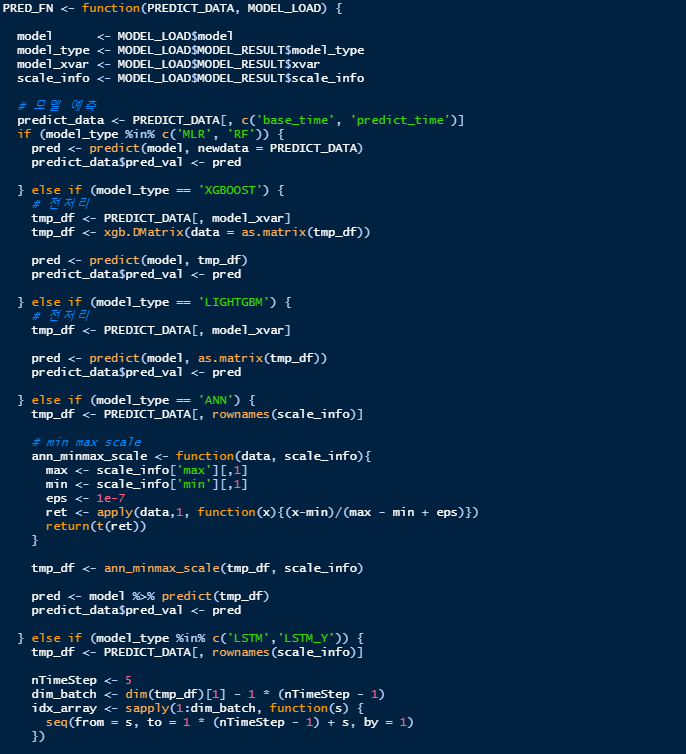 PRED_FN <- function(PREDICT_DATA, MODEL_LOAD) {
model <- MODEL_LOAD$model
model_type <- MODEL_LOAD$MODEL_RESULT$model_type
model_xvar <- MODEL_LOAD$MODEL_RESULT$xvar
scale_info <- MODEL_LOAD$MODEL_RESULT$scale_info
# 모델 예측
predict_data <- PREDICT_DATA[, c('base_time', 'predict_time')]
if (model_type %in% c('MLR', 'RF')) {
pred <- predict(model, newdata = PREDICT_DATA)
predict_data$pred_val <- pred
} else if (model_type == 'XGBOOST') {
# 전처리
tmp_df <- PREDICT_DATA[, model_xvar]
tmp_df <- xgb.DMatrix(data = as.matrix(tmp_df))
pred <- predict(model, tmp_df)
predict_data$pred_val <- pred
} else if (model_type == 'LIGHTGBM') {
# 전처리
tmp_df <- PREDICT_DATA[, model_xvar]
pred <- predict(model, as.matrix(tmp_df))
predict_data$pred_val <- pred
} else if (model_type == 'ANN') {
tmp_df <- PREDICT_DATA[, rownames(scale_info)]
# min max scale
ann_minmax_scale <- function(data, scale_info){
max <- scale_info['max'][,1]
min <- scale_info['min'][,1]
eps <- 1e-7
ret <- apply(data,1, function(x){(x-min)/(max - min + eps)})
return(t(ret))
}
tmp_df <- ann_minmax_scale(tmp_df, scale_info)
pred <- model %>% predict(tmp_df)
predict_data$pred_val <- pred
} else if (model_type %in% c('LSTM','LSTM_Y')) {
tmp_df <- PREDICT_DATA[, rownames(scale_info)]
nTimeStep <- 5
dim_batch <- dim(tmp_df)[1] - 1 * (nTimeStep - 1)
idx_array <- sapply(1:dim_batch, function(s) {
seq(from = s, to = 1 * (nTimeStep - 1) + s, by = 1)
})